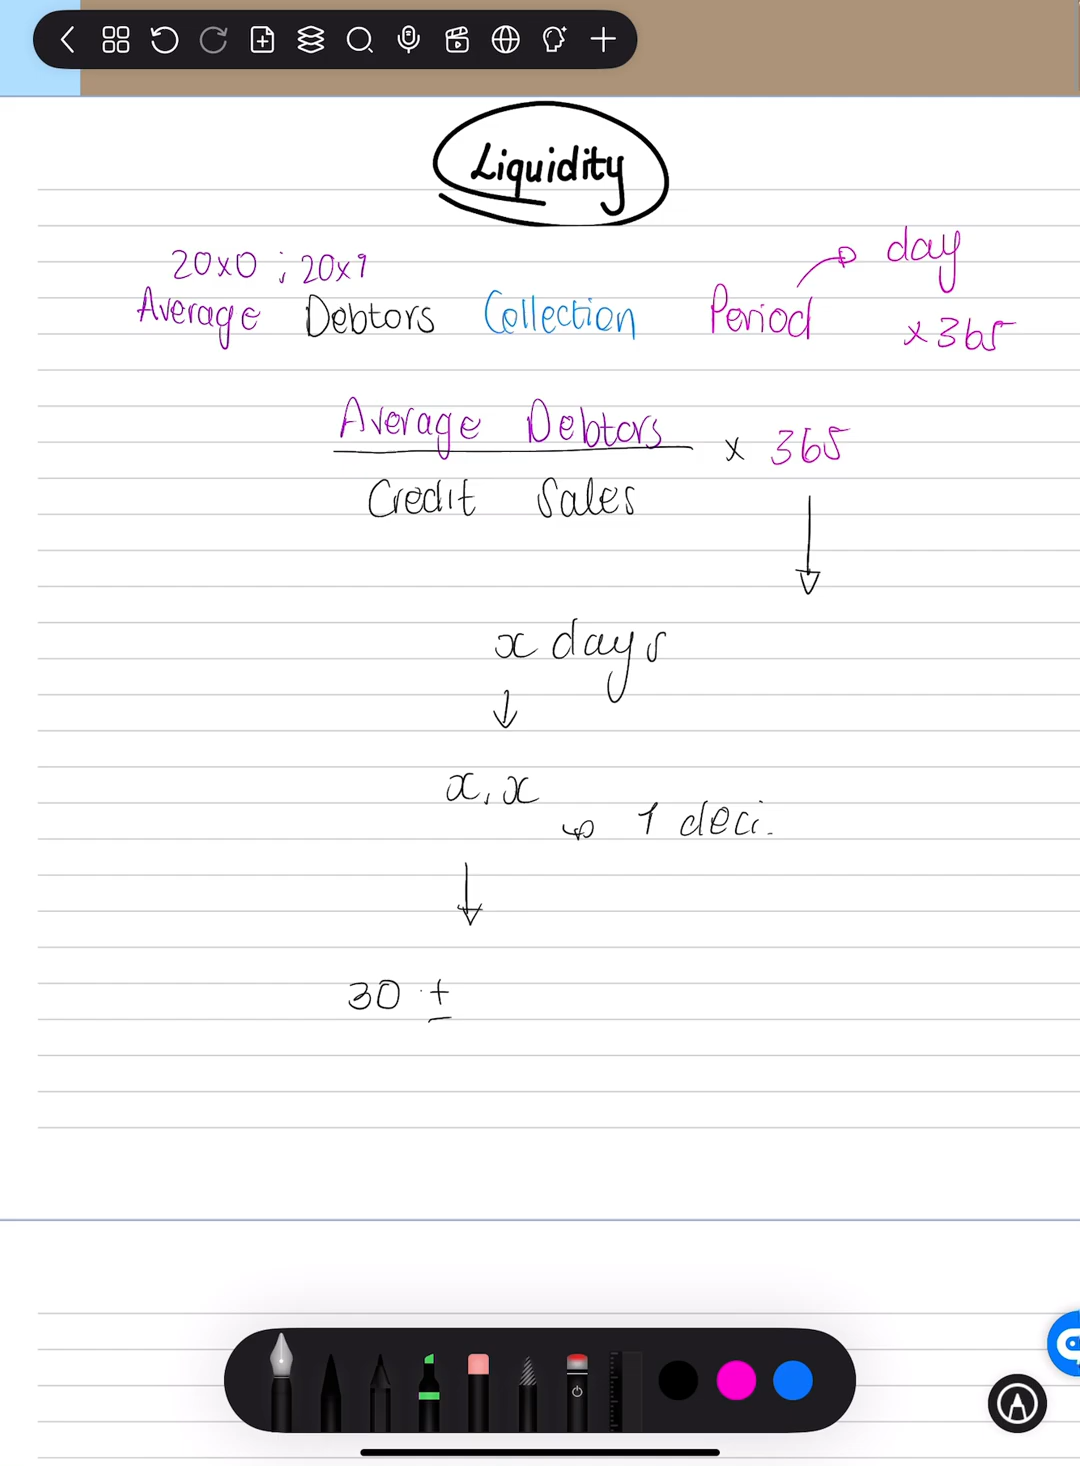 Liquidity
20x0 ; 20x1
day
Average Debtors Collection Period
x 365
Average Debtors
x 365
Credit Sales
x days
x,x
1 deci.
30 ±